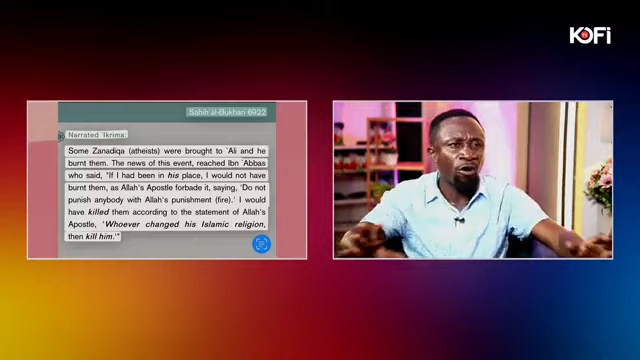 KOFi
TV
Sahih al-Bukhari 6922
Narrated `Ikrima:
Some Zanadiqa (atheists) were brought to `Ali and he
burnt them. The news of this event, reached Ibn `Abbas
who said, "If I had been in his place, I would not have
burnt them, as Allah's Apostle forbade it, saying, 'Do not
punish anybody with Allah's punishment (fire).' I would
have killed them according to the statement of Allah's
Apostle, 'Whoever changed his Islamic religion,
then kill him.'"